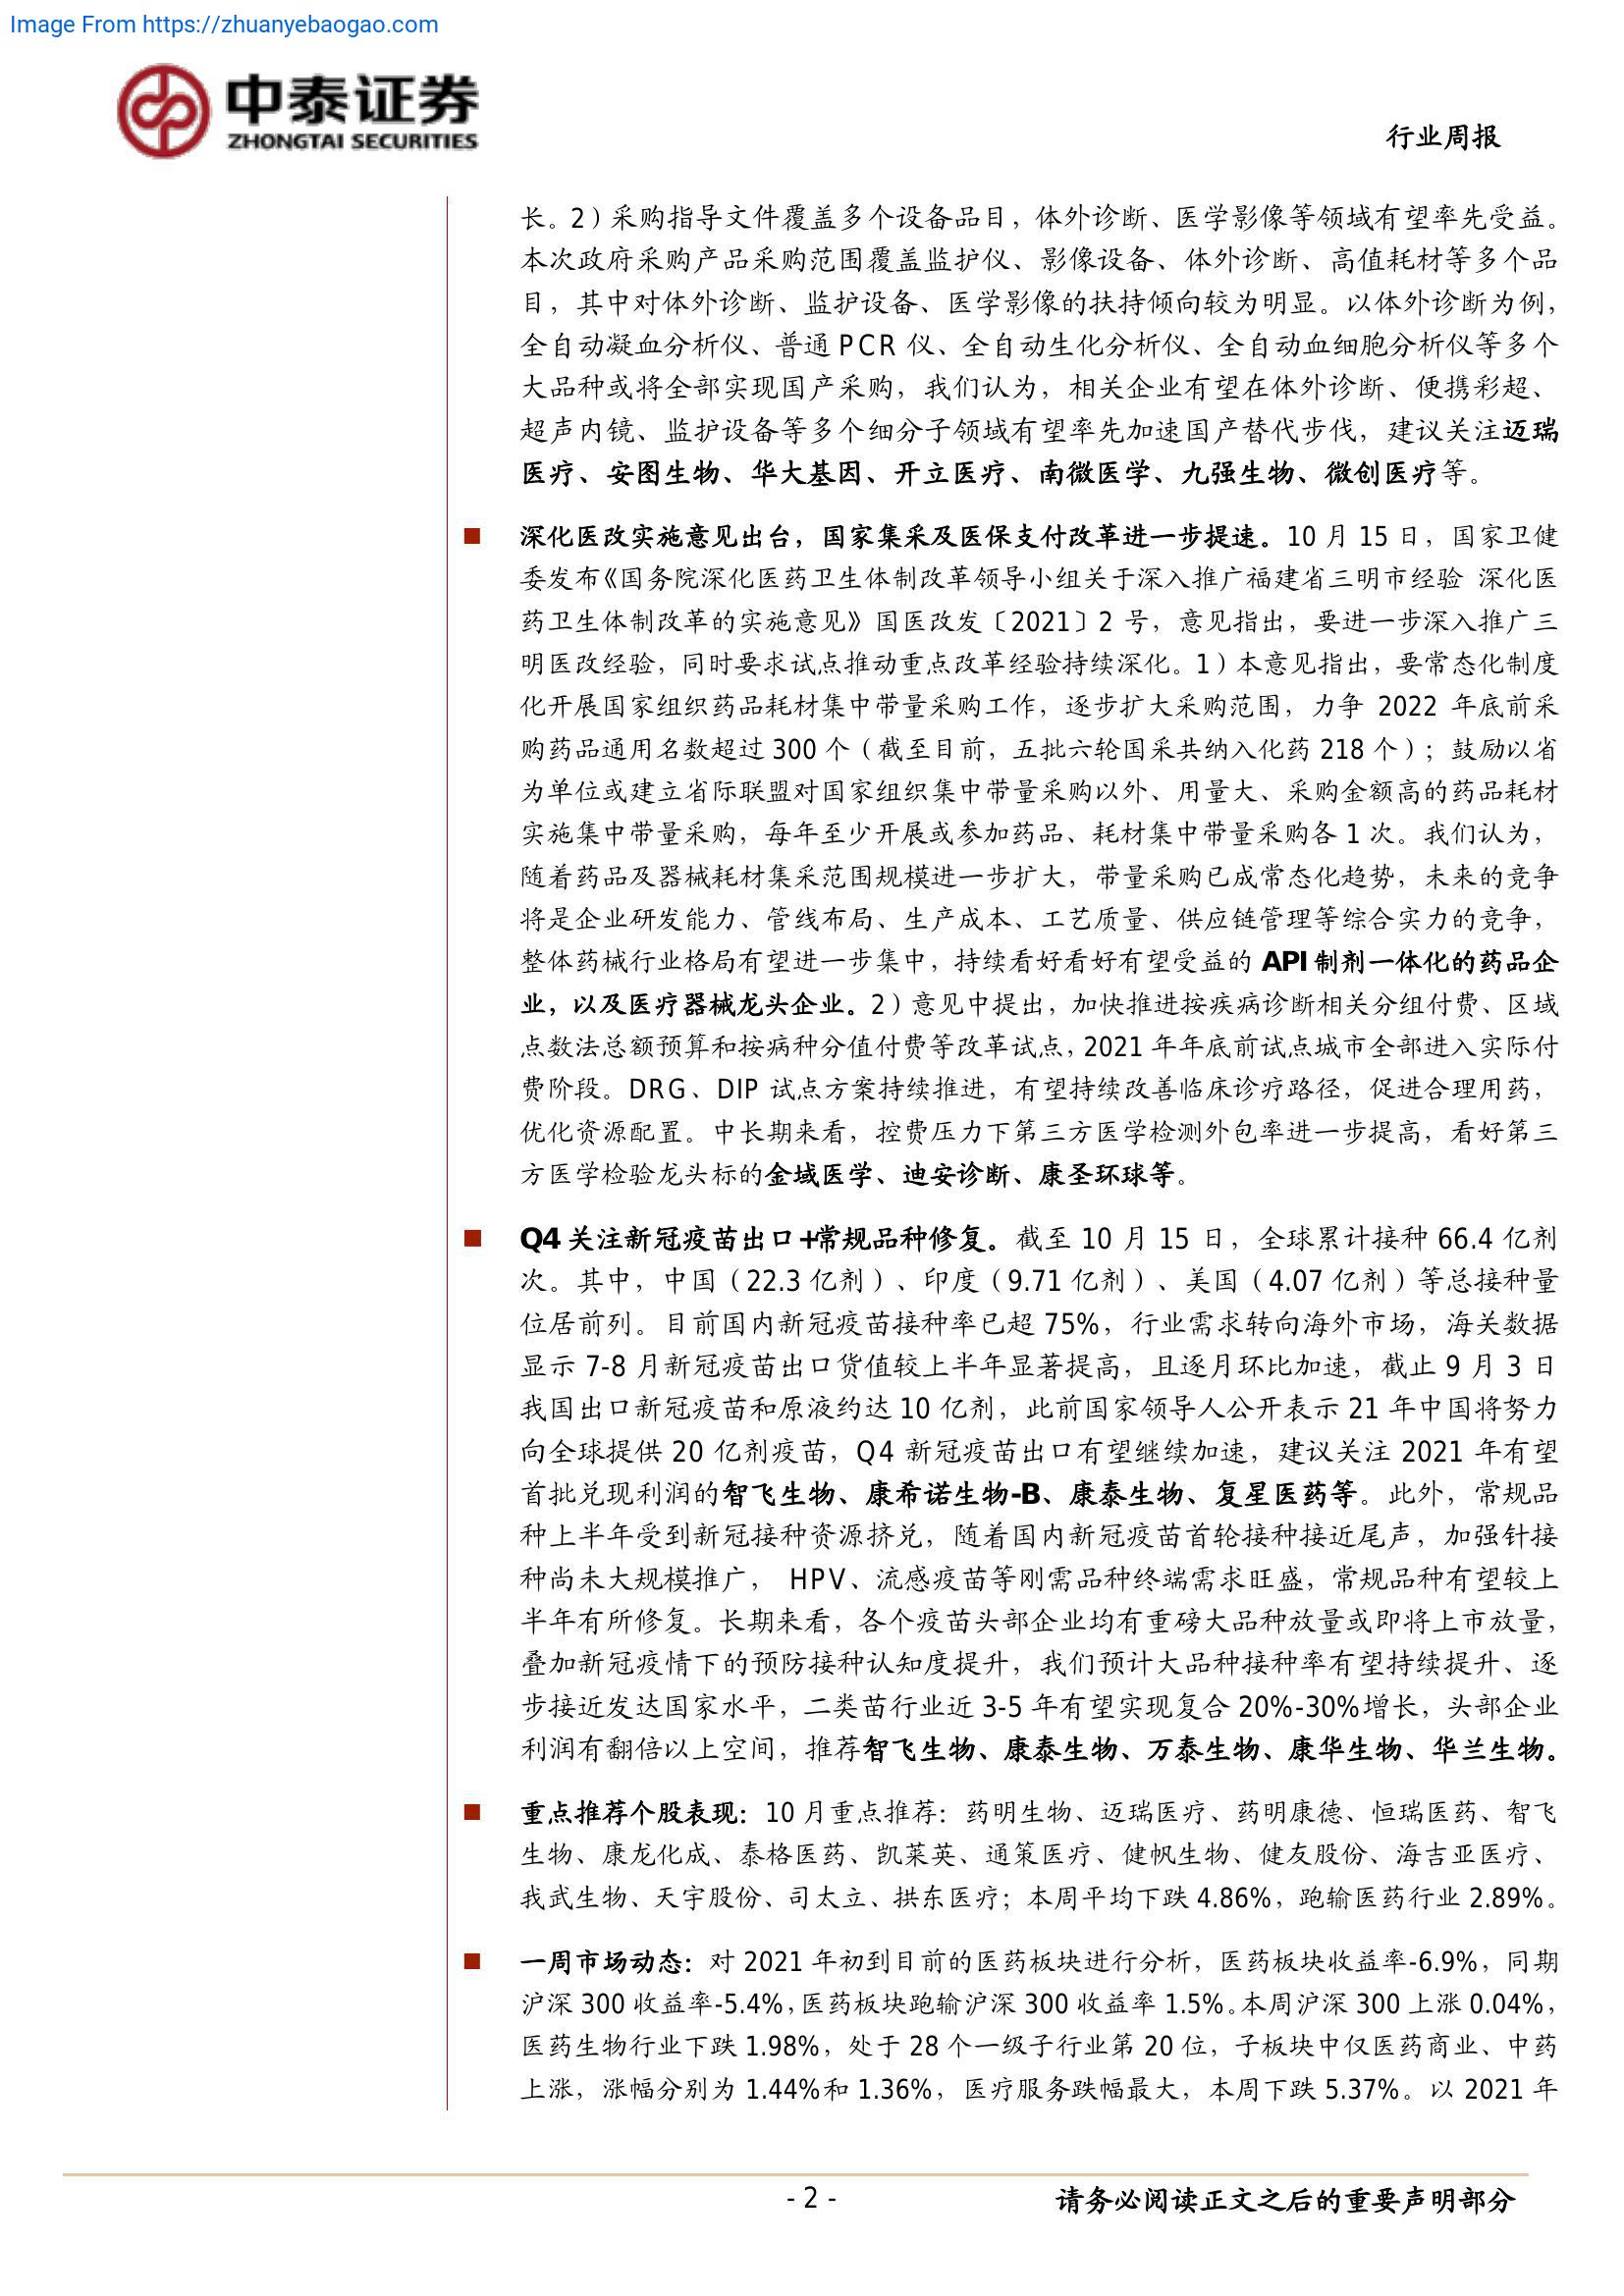 Image From https://zhuanyebaogao.com
中泰证券
ZHONGTAI SECURITIES
行业周报
长。2）采购指导文件覆盖多个设备品目，体外诊断、医学影像等领域有望率先受益。
本次政府采购产品采购范围覆盖监护仪、影像设备、体外诊断、高值耗材等多个品
目，其中对体外诊断、监护设备、医学影像的扶持倾向较为明显。以体外诊断为例，
全自动凝血分析仪、普通 PCR 仪、全自动生化分析仪、全自动血细胞分析仪等多个
大品种或将全部实现国产采购，我们认为，相关企业有望在体外诊断、便携彩超、
超声内镜、监护设备等多个细分子领域有望率先加速国产替代步伐，建议关注迈瑞
医疗、安图生物、华大基因、开立医疗、南微医学、九强生物、微创医疗等。
■ 深化医改实施意见出台，国家集采及医保支付改革进一步提速。10 月 15 日，国家卫健
委发布《国务院深化医药卫生体制改革领导小组关于深入推广福建省三明市经验 深化医
药卫生体制改革的实施意见》国医改发〔2021〕2 号，意见指出，要进一步深入推广三
明医改经验，同时要求试点推动重点改革经验持续深化。1）本意见指出，要常态化制度
化开展国家组织药品耗材集中带量采购工作，逐步扩大采购范围，力争 2022 年底前采
购药品通用名数超过 300 个（截至目前，五批六轮国采共纳入化药 218 个）；鼓励以省
为单位或建立省际联盟对国家组织集中带量采购以外、用量大、采购金额高的药品耗材
实施集中带量采购，每年至少开展或参加药品、耗材集中带量采购各 1 次。我们认为，
随着药品及器械耗材集采范围规模进一步扩大，带量采购已成常态化趋势，未来的竞争
将是企业研发能力、管线布局、生产成本、工艺质量、供应链管理等综合实力的竞争，
整体药械行业格局有望进一步集中，持续看好看好有望受益的 API 制剂一体化的药品企
业，以及医疗器械龙头企业。2）意见中提出，加快推进按疾病诊断相关分组付费、区域
点数法总额预算和按病种分值付费等改革试点，2021 年年底前试点城市全部进入实际付
费阶段。DRG、DIP 试点方案持续推进，有望持续改善临床诊疗路径，促进合理用药，
优化资源配置。中长期来看，控费压力下第三方医学检测外包率进一步提高，看好第三
方医学检验龙头标的金域医学、迪安诊断、康圣环球等。
■ Q4 关注新冠疫苗出口+常规品种修复。截至 10 月 15 日，全球累计接种 66.4 亿剂
次。其中，中国（22.3 亿剂）、印度（9.71 亿剂）、美国（4.07 亿剂）等总接种量
位居前列。目前国内新冠疫苗接种率已超 75%，行业需求转向海外市场，海关数据
显示 7-8 月新冠疫苗出口货值较上半年显著提高，且逐月环比加速，截止 9 月 3 日
我国出口新冠疫苗和原液约达 10 亿剂，此前国家领导人公开表示 21 年中国将努力
向全球提供 20 亿剂疫苗，Q4 新冠疫苗出口有望继续加速，建议关注 2021 年有望
首批兑现利润的智飞生物、康希诺生物-B、康泰生物、复星医药等。此外，常规品
种上半年受到新冠接种资源挤兑，随着国内新冠疫苗首轮接种接近尾声，加强针接
种尚未大规模推广， HPV、流感疫苗等刚需品种终端需求旺盛，常规品种有望较上
半年有所修复。长期来看，各个疫苗头部企业均有重磅大品种放量或即将上市放量，
叠加新冠疫情下的预防接种认知度提升，我们预计大品种接种率有望持续提升、逐
步接近发达国家水平，二类苗行业近 3-5 年有望实现复合 20%-30%增长，头部企业
利润有翻倍以上空间，推荐智飞生物、康泰生物、万泰生物、康华生物、华兰生物。
■ 重点推荐个股表现：10 月重点推荐：药明生物、迈瑞医疗、药明康德、恒瑞医药、智飞
生物、康龙化成、泰格医药、凯莱英、通策医疗、健帆生物、健友股份、海吉亚医疗、
我武生物、天宇股份、司太立、拱东医疗；本周平均下跌 4.86%，跑输医药行业 2.89%。
■ 一周市场动态：对 2021 年初到目前的医药板块进行分析，医药板块收益率-6.9%，同期
沪深 300 收益率-5.4%，医药板块跑输沪深 300 收益率 1.5%。本周沪深 300 上涨 0.04%，
医药生物行业下跌 1.98%，处于 28 个一级子行业第 20 位，子板块中仅医药商业、中药
上涨，涨幅分别为 1.44%和 1.36%，医疗服务跌幅最大，本周下跌 5.37%。以 2021 年
- 2 -
请务必阅读正文之后的重要声明部分